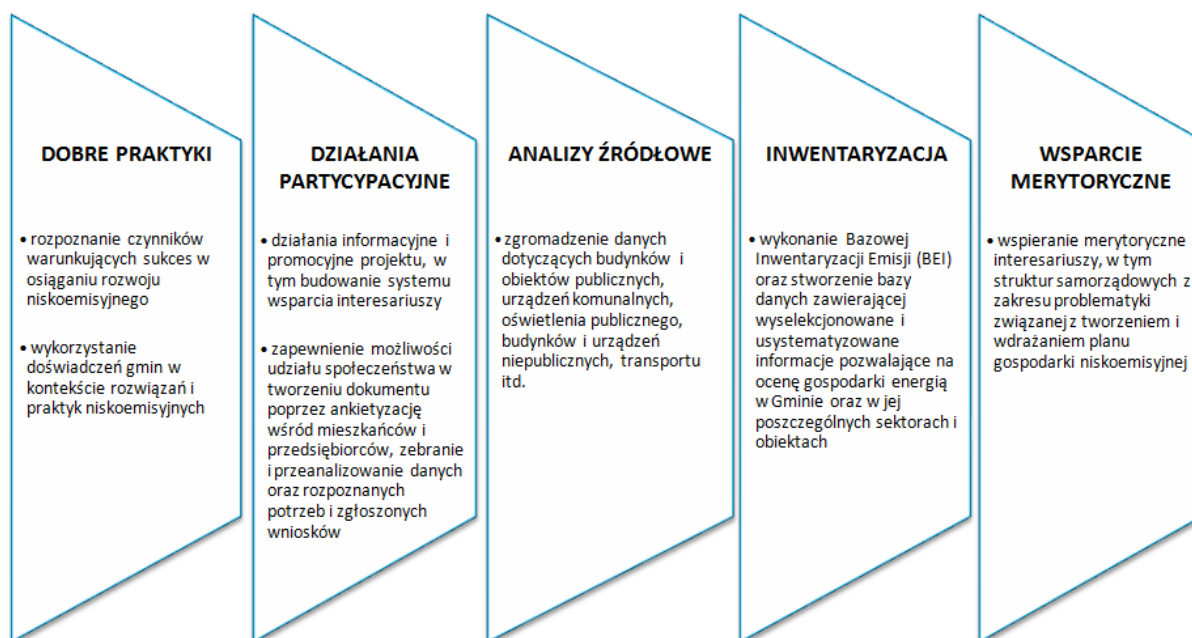 DOBRE PRAKTYKI
• rozpoznanie czynników
warunkujących sukces w
osiąganiu rozwoju
niskoemisyjnego
• wykorzystanie
doświadczeń gmin w
kontekście rozwiązań i
praktyk niskoemisyjnych
DZIAŁANIA
PARTYCYPACYJNE
• działania informacyjne i
promocyjne projektu, w
tym budowanie systemu
wsparcia interesariuszy
• zapewnienie możliwości
udziału społeczeństwa w
tworzeniu dokumentu
poprzez ankietyzację
wśród mieszkańców i
przedsiębiorców, zebranie
i przeanalizowanie danych
oraz rozpoznanych
potrzeb i zgłoszonych
wniosków
ANALIZY ŹRÓDŁOWE
• zgromadzenie danych
dotyczących budynków i
obiektów publicznych,
urządzeń komunalnych,
oświetlenia publicznego,
budynków i urządzeń
niepublicznych, transportu
itd.
INWENTARYZACJA
• wykonanie Bazowej
Inwentaryzacji Emisji (BEI)
oraz stworzenie bazy
danych zawierającej
wyselekcjonowane i
usystematyzowane
informacje pozwalające na
ocenę gospodarki energią
w Gminie oraz w jej
poszczególnych sektorach i
obiektach
WSPARCIE
MERYTORYCZNE
• wspieranie merytoryczne
interesariuszy, w tym
struktur samorządowych z
zakresu problematyki
związanej z tworzeniem i
wdrażaniem planu
gospodarki niskoemisyjnej